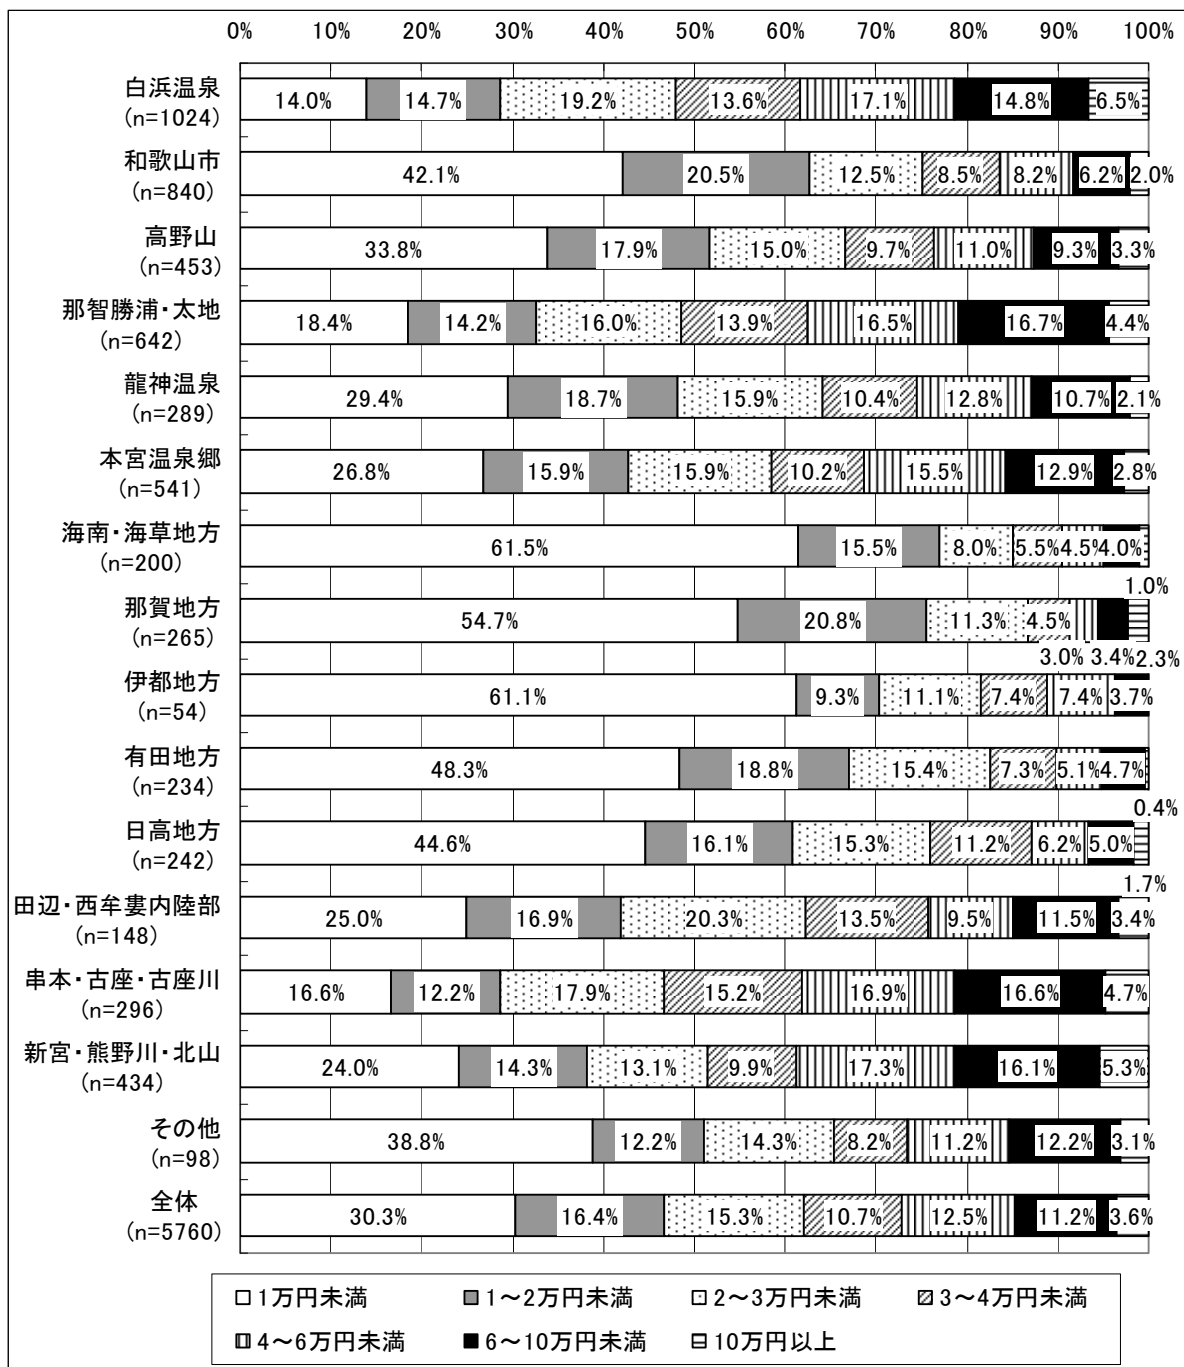 0% 10% 20% 30% 40% 50% 60% 70% 80% 90% 100%
白浜温泉
(n=1024)
14.0% 14.7% 19.2% 13.6% 17.1% 14.8% 6.5%
和歌山市
(n=840)
42.1% 20.5% 12.5% 8.5% 8.2% 6.2% 2.0%
高野山
(n=453)
33.8% 17.9% 15.0% 9.7% 11.0% 9.3% 3.3%
那智勝浦・太地
(n=642)
18.4% 14.2% 16.0% 13.9% 16.5% 16.7% 4.4%
龍神温泉
(n=289)
29.4% 18.7% 15.9% 10.4% 12.8% 10.7% 2.1%
本宮温泉郷
(n=541)
26.8% 15.9% 15.9% 10.2% 15.5% 12.9% 2.8%
海南・海草地方
(n=200)
61.5% 15.5% 8.0% 5.5% 4.5% 4.0%
1.0%
那賀地方
(n=265)
54.7% 20.8% 11.3% 4.5%
3.0% 3.4% 2.3%
伊都地方
(n=54)
61.1% 9.3% 11.1% 7.4% 7.4% 3.7%
有田地方
(n=234)
48.3% 18.8% 15.4% 7.3% 5.1% 4.7%
0.4%
日高地方
(n=242)
44.6% 16.1% 15.3% 11.2% 6.2% 5.0%
1.7%
田辺・西牟婁内陸部
(n=148)
25.0% 16.9% 20.3% 13.5% 9.5% 11.5% 3.4%
串本・古座・古座川
(n=296)
16.6% 12.2% 17.9% 15.2% 16.9% 16.6% 4.7%
新宮・熊野川・北山
(n=434)
24.0% 14.3% 13.1% 9.9% 17.3% 16.1% 5.3%
その他
(n=98)
38.8% 12.2% 14.3% 8.2% 11.2% 12.2% 3.1%
全体
(n=5760)
30.3% 16.4% 15.3% 10.7% 12.5% 11.2% 3.6%
1万円未満 1～2万円未満 2～3万円未満 3～4万円未満
4～6万円未満 6～10万円未満 10万円以上